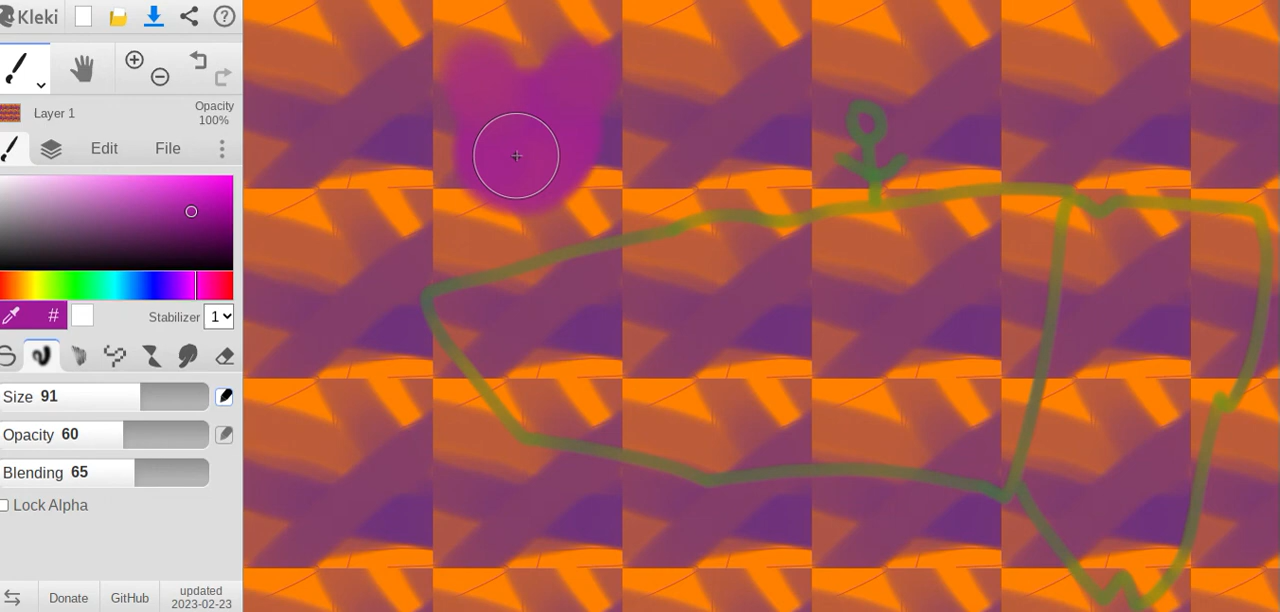 Kleki
Layer 1
Opacity
100%
Edit
File
#
Stabilizer 1
Size 91
Opacity 60
Blending 65
Lock Alpha
Donate
GitHub
updated
2023-02-23